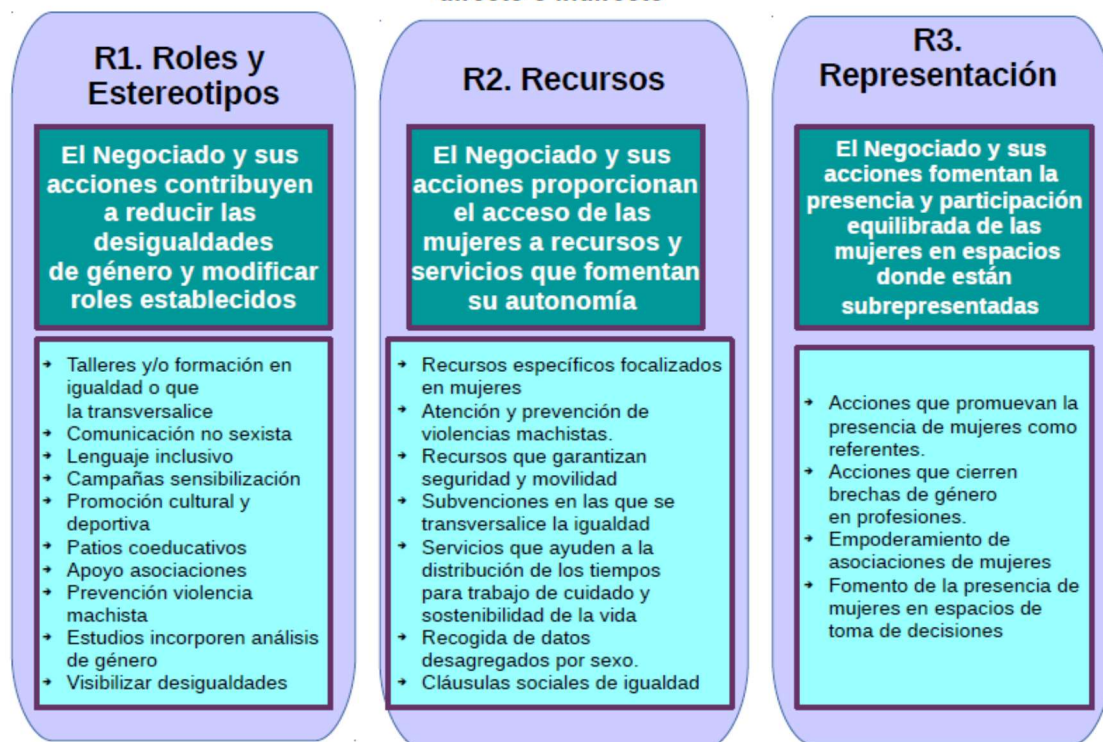 R1. Roles y
Estereotipos
El Negociado y sus
acciones contribuyen
a reducir las
desigualdades
de género y modificar
roles establecidos
➔ Talleres y/o formación en
igualdad o que
la transversalice
➔ Comunicación no sexista
➔ Lenguaje inclusivo
➔ Campañas sensibilización
➔ Promoción cultural y
deportiva
➔ Patios coeducativos
➔ Apoyo asociaciones
➔ Prevención violencia
machista
➔ Estudios incorporen análisis
de género
➔ Visibilizar desigualdades
R2. Recursos
El Negociado y sus
acciones proporcionan
el acceso de las
mujeres a recursos y
servicios que fomentan
su autonomía
➔ Recursos específicos focalizados
en mujeres
➔ Atención y prevención de
violencias machistas.
➔ Recursos que garantizan
seguridad y movilidad
➔ Subvenciones en las que se
transversalice la igualdad
➔ Servicios que ayuden a la
distribución de los tiempos
para trabajo de cuidado y
sostenibilidad de la vida
➔ Recogida de datos
desagregados por sexo.
➔ Cláusulas sociales de igualdad
R3.
Representación
El Negociado y sus
acciones fomentan la
presencia y participación
equilibrada de las
mujeres en espacios
donde están
subrepresentadas
➔ Acciones que promuevan la
presencia de mujeres como
referentes.
➔ Acciones que cierren
brechas de género
en profesiones.
➔ Empoderamiento de
asociaciones de mujeres
➔ Fomento de la presencia de
mujeres en espacios de
toma de decisiones